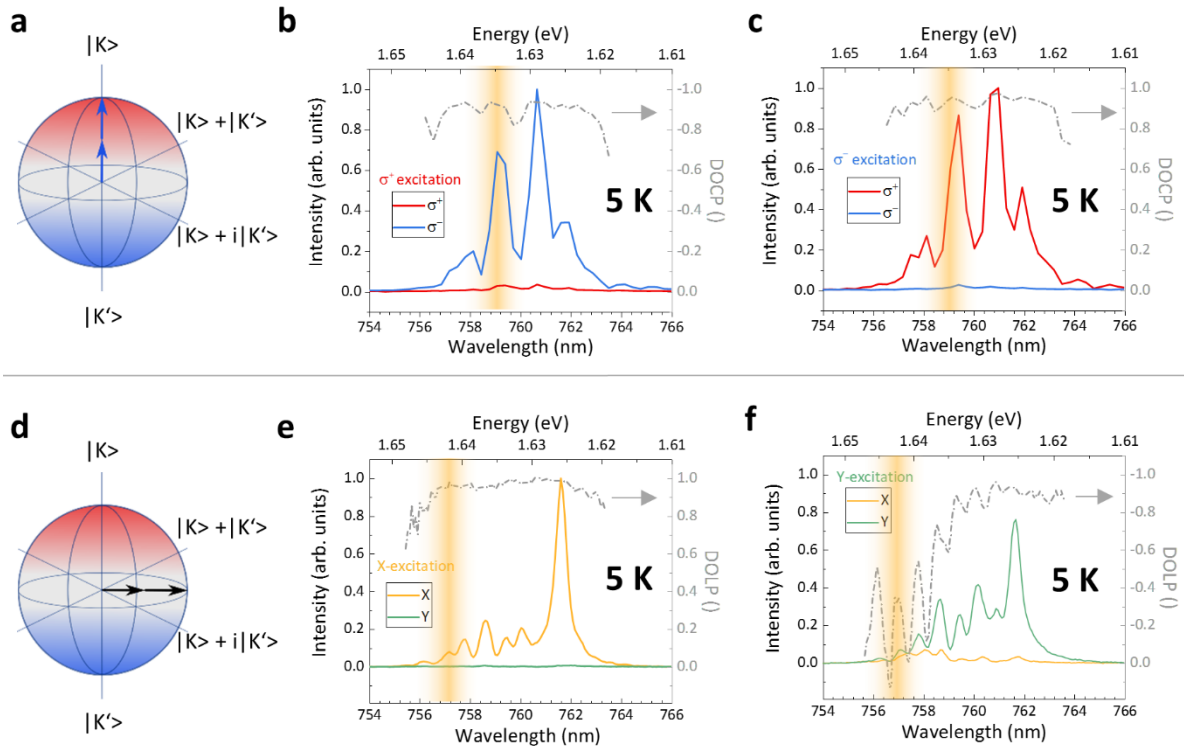 a
|K>
|K> +|K'>
|K> + i|K'>
|K'>
b
Energy (eV)
1.65 1.64 1.63 1.62 1.61
Intensity (arb. units)
1.0
0.8
0.6
0.4
0.2
0.0
σ⁺ excitation
σ⁺
σ⁻
5 K
-1.0
-0.8
-0.6
-0.4
-0.2
0.0
DOCP ()
754 756 758 760 762 764 766
Wavelength (nm)
c
Energy (eV)
1.65 1.64 1.63 1.62 1.61
Intensity (arb. units)
1.0
0.8
0.6
0.4
0.2
0.0
σ⁻ excitation
σ⁺
σ⁻
5 K
1.0
0.8
0.6
0.4
0.2
0.0
DOCP ()
754 756 758 760 762 764 766
Wavelength (nm)
d
|K>
|K> +|K'>
|K> + i|K'>
|K'>
e
Energy (eV)
1.65 1.64 1.63 1.62 1.61
Intensity (arb. units)
1.0
0.8
0.6
0.4
0.2
0.0
X-excitation
X
Y
5 K
1.0
0.8
0.6
0.4
0.2
0.0
DOLP ()
754 756 758 760 762 764 766
Wavelength (nm)
f
Energy (eV)
1.65 1.64 1.63 1.62 1.61
Intensity (arb. units)
1.0
0.8
0.6
0.4
0.2
0.0
Y-excitation
X
Y
5 K
-1.0
-0.8
-0.6
-0.4
-0.2
0.0
DOLP ()
754 756 758 760 762 764 766
Wavelength (nm)